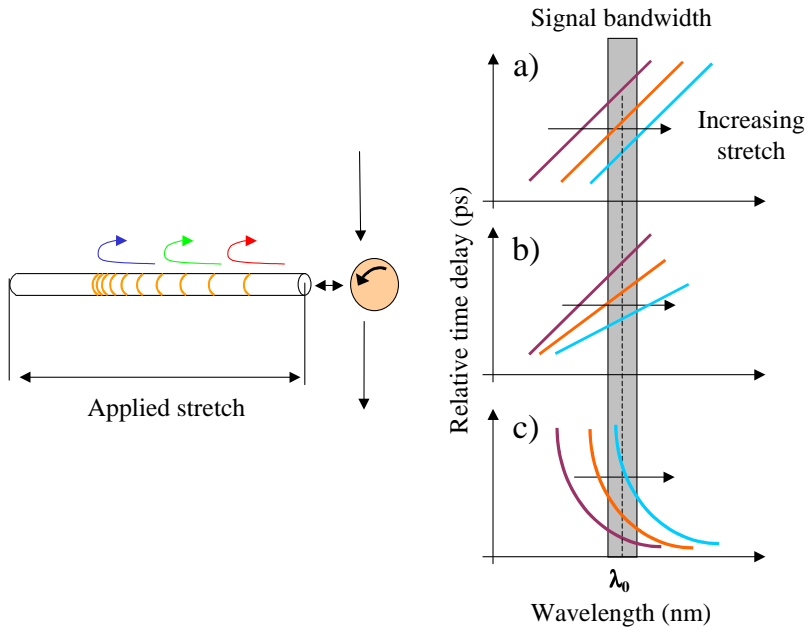 Signal bandwidth
a)
Increasing
stretch
b)
Relative time delay (ps)
Applied stretch
c)
λ₀
Wavelength (nm)